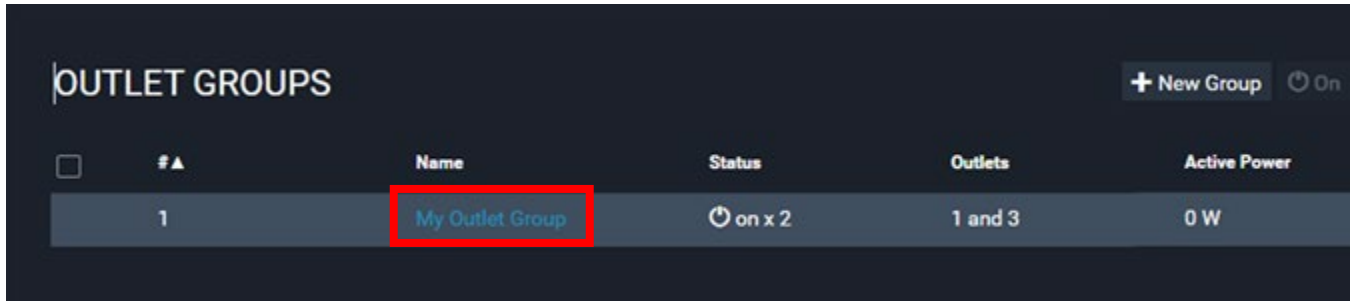 OUTLET GROUPS
+ New Group On
#▲ Name Status Outlets Active Power
1 My Outlet Group on x 2 1 and 3 0 W